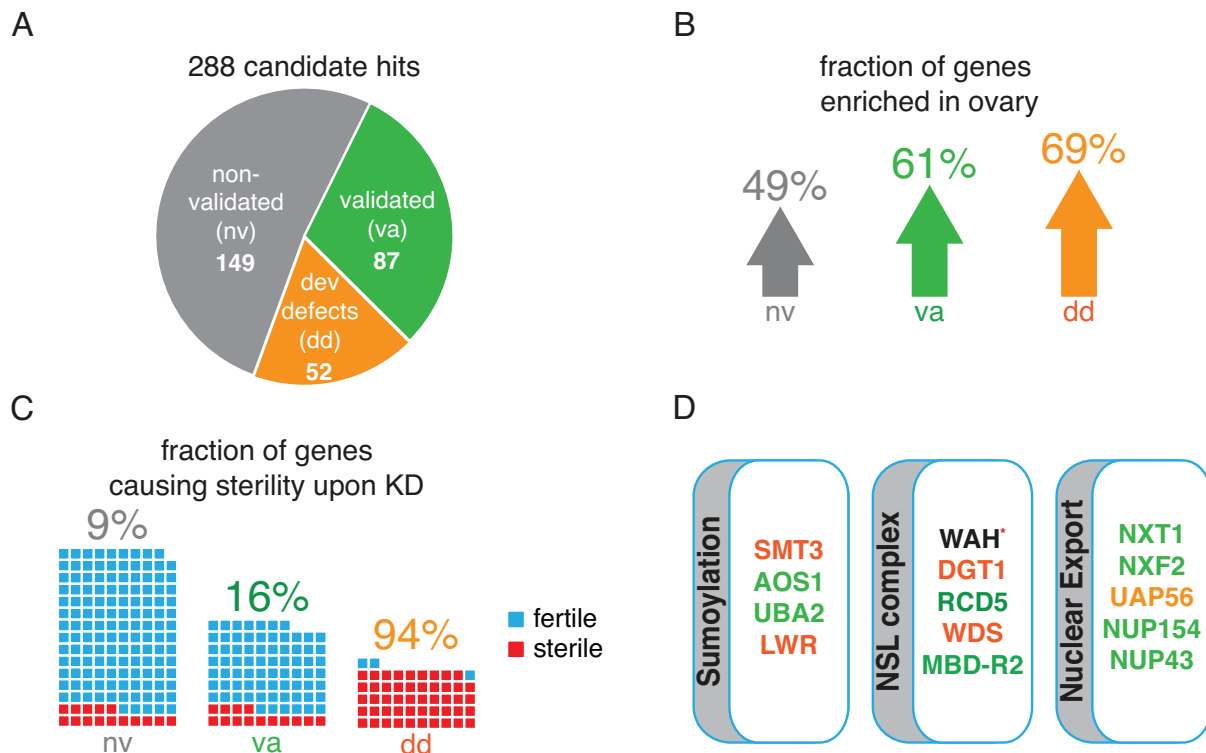 A
288 candidate hits
non-
validated
(nv)
149
validated
(va)
87
dev
defects
(dd)
52
B
fraction of genes
enriched in ovary
49%
61%
69%
nv
va
dd
C
fraction of genes
causing sterility upon KD
9%
16%
94%
fertile
sterile
nv
va
dd
D
Sumoylation
SMT3
AOS1
UBA2
LWR
NSL complex
WAH*
DGT1
RCD5
WDS
MBD-R2
Nuclear Export
NXT1
NXF2
UAP56
NUP154
NUP43